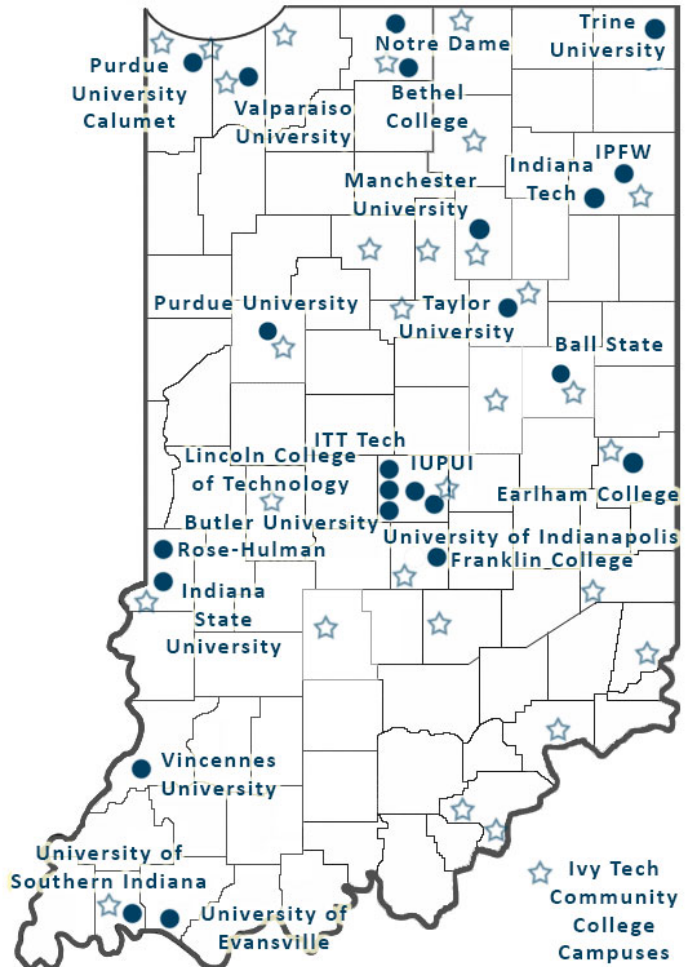 Trine
University
Notre Dame
Purdue
University
Calumet
Valparaiso
University
Bethel
College
IPFW
Indiana
Tech
Manchester
University
Purdue University
Taylor
University
Ball State
ITT Tech
Lincoln College
of Technology
IUPUI
Earlham College
Butler University
University of Indianapolis
Rose-Hulman
Franklin College
Indiana
State
University
Vincennes
University
University of
Southern Indiana
University of
Evansville
Ivy Tech
Community
College
Campuses